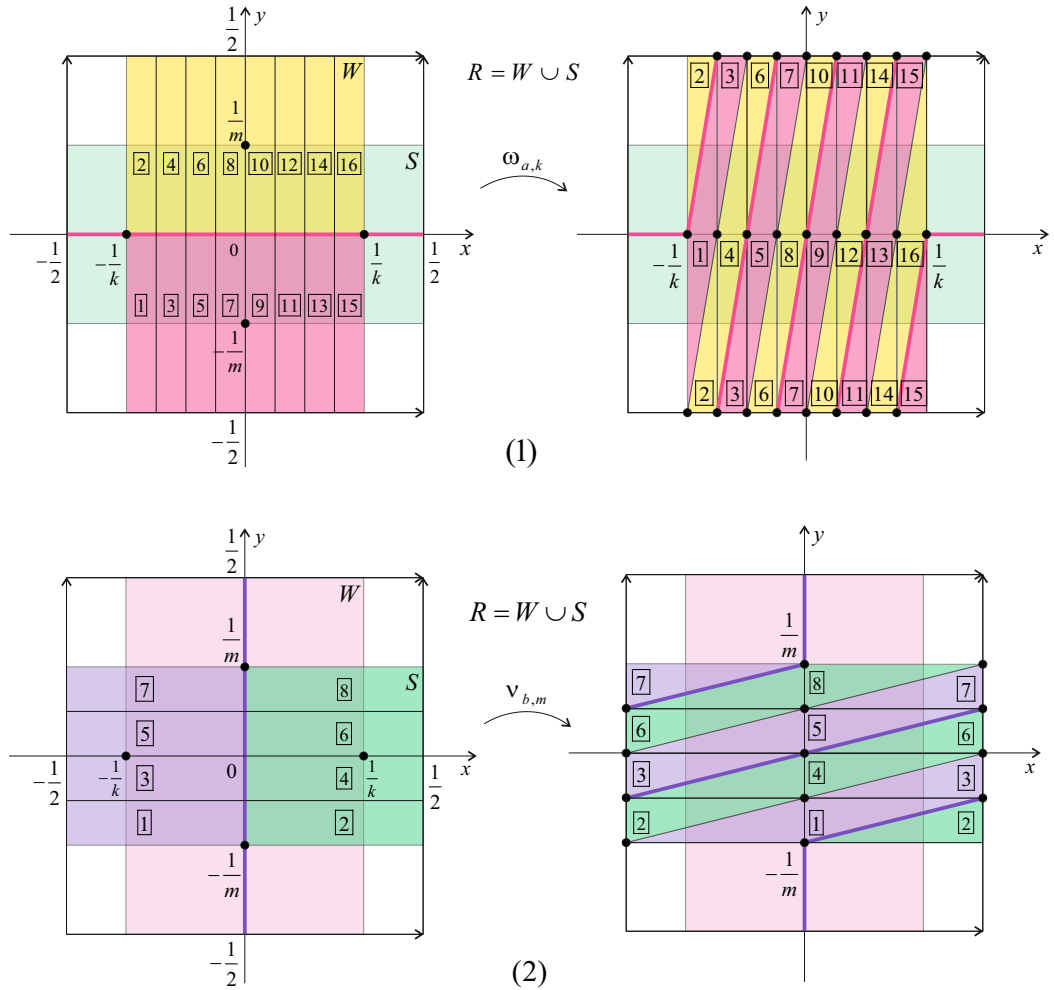 1/2 y 1/2 y
W R = W ∪ S 2 3 6 7 10 11 14 15
1/m
2 4 6 8 10 12 14 16 S ω_{a,k}
-1/2 -1/k 0 1/k 1/2 x -1/k 1 4 5 8 9 12 13 16 1/k x
1 3 5 7 9 11 13 15
-1/m
2 3 6 7 10 11 14 15
-1/2
(1)
1/2 y y
W R = W ∪ S
1/m 1/m
7 8 S ν_{b,m} 7 8 7
5 6 6 5 6
-1/2 -1/k 0 1/k 1/2 x x
3 4 3 4 3
1 2 2 1 2
-1/m -1/m
-1/2
(2)